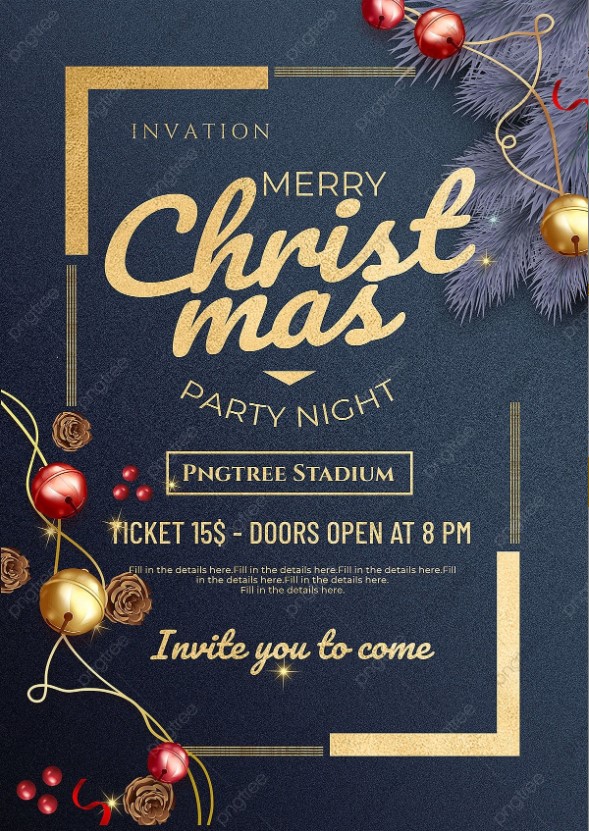 INVATION
MERRY
Christ
mas
PARTY NIGHT
PNGTREE STADIUM
TICKET 15$ - DOORS OPEN AT 8 PM
Fill in the details here.Fill in the details here.Fill in the details here.Fill
in the details here.Fill in the details here.
Fill in the details here.
Invite you to come